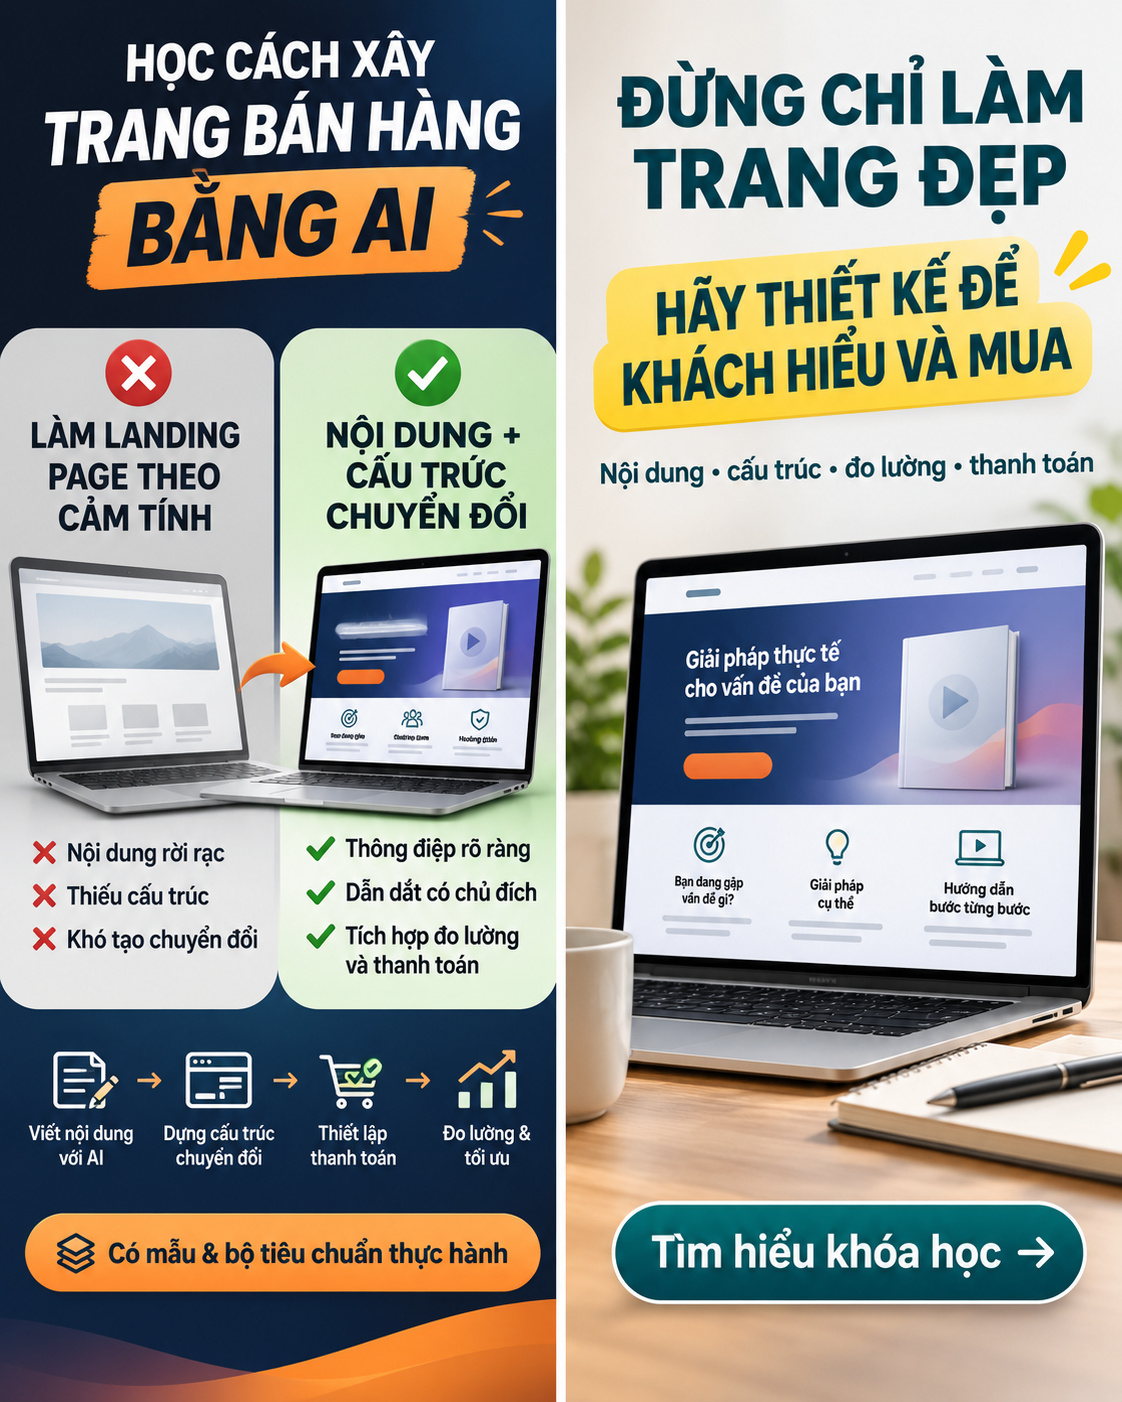 HỌC CÁCH XÂY
TRANG BÁN HÀNG
BẰNG AI
LÀM LANDING
PAGE THEO
CẢM TÍNH
NỘI DUNG +
CẤU TRÚC
CHUYỂN ĐỔI
Nội dung rời rạc
Thiếu cấu trúc
Khó tạo chuyển đổi
Thông điệp rõ ràng
Dẫn dắt có chủ đích
Tích hợp đo lường
và thanh toán
Viết nội dung
với AI
Dựng cấu trúc
chuyển đổi
Thiết lập
thanh toán
Đo lường &
tối ưu
Có mẫu & bộ tiêu chuẩn thực hành
ĐỪNG CHỈ LÀM
TRANG ĐẸP
HÃY THIẾT KẾ ĐỂ
KHÁCH HIỂU VÀ MUA
Nội dung • cấu trúc • đo lường • thanh toán
Giải pháp thực tế
cho vấn đề của bạn
Bạn đang gặp
vấn đề gì?
Giải pháp
cụ thể
Hướng dẫn
bước từng bước
Tìm hiểu khóa học